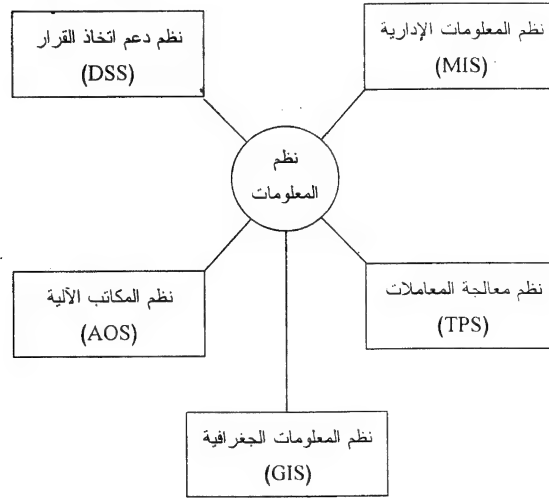 نظم المعلومات الإدارية
(MIS)
نظم دعم اتخاذ القرار
(DSS)
نظم
المعلومات
نظم معالجة المعاملات
(TPS)
نظم المكاتب الآلية
(AOS)
نظم المعلومات الجغرافية
(GIS)